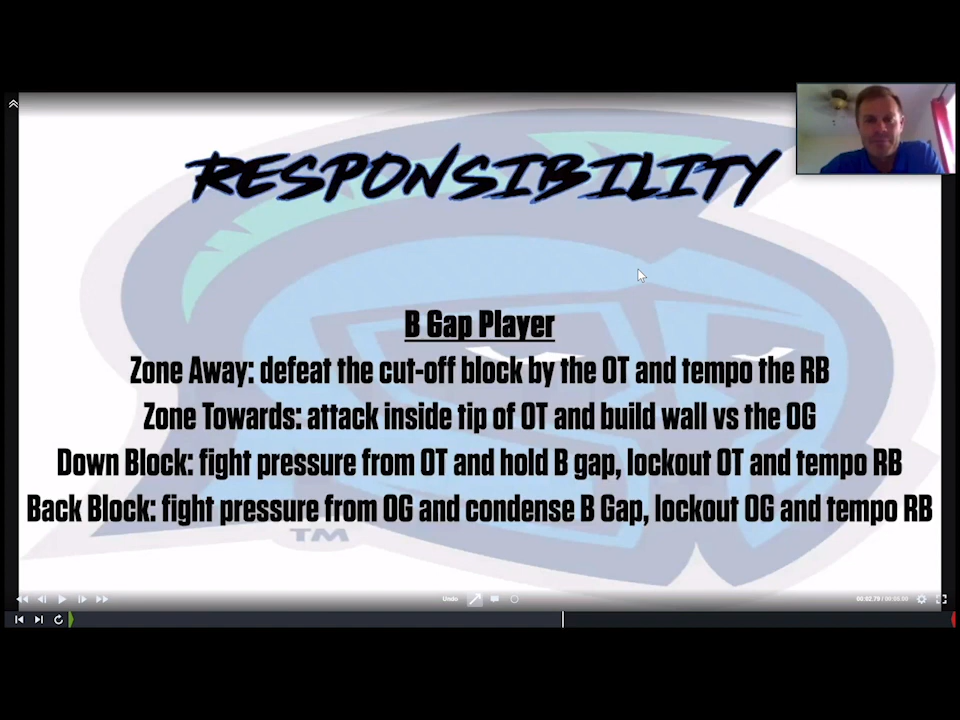 RESPONSIBILITY
B Gap Player
Zone Away: defeat the cut-off block by the OT and tempo the RB
Zone Towards: attack inside tip of OT and build wall vs the OG
Down Block: fight pressure from OT and hold B gap, lockout OT and tempo RB
Back Block: fight pressure from OG and condense B Gap, lockout OG and tempo RB
TM
Undo